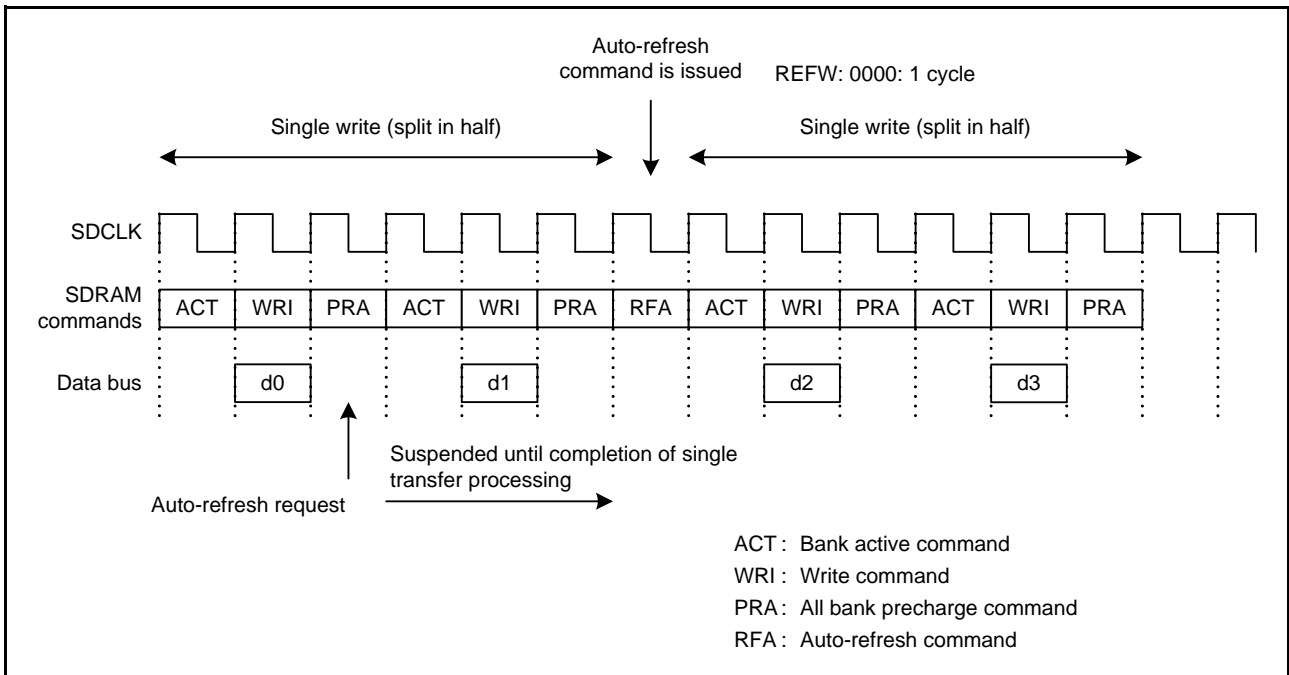 Auto-refresh
command is issued
REFW: 0000: 1 cycle
Single write (split in half)
Single write (split in half)
SDCLK
SDRAM
commands
ACT WRI PRA ACT WRI PRA RFA ACT WRI PRA ACT WRI PRA
Data bus
d0 d1 d2 d3
Suspended until completion of single
transfer processing
Auto-refresh request
ACT : Bank active command
WRI : Write command
PRA : All bank precharge command
RFA : Auto-refresh command